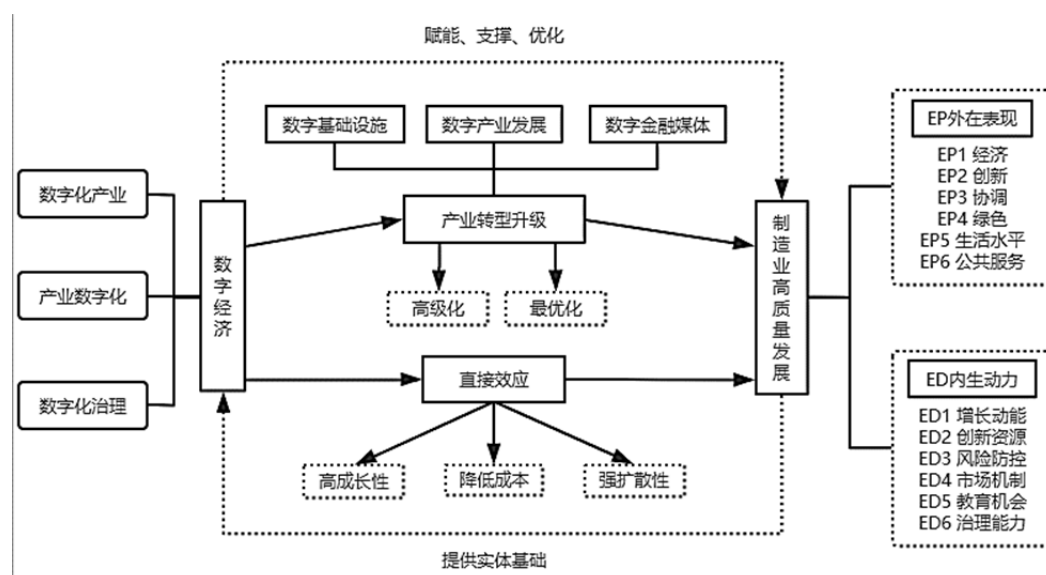 赋能、支撑、优化
数字基础设施
数字产业发展
数字金融媒体
数字化产业
产业数字化
数字化治理
数字经济
产业转型升级
高级化
最优化
直接效应
高成长性
降低成本
强扩散性
制造业高质量发展
提供实体基础
EP外在表现
EP1 经济
EP2 创新
EP3 协调
EP4 绿色
EP5 生活水平
EP6 公共服务
ED内生动力
ED1 增长动能
ED2 创新资源
ED3 风险防控
ED4 市场机制
ED5 教育机会
ED6 治理能力